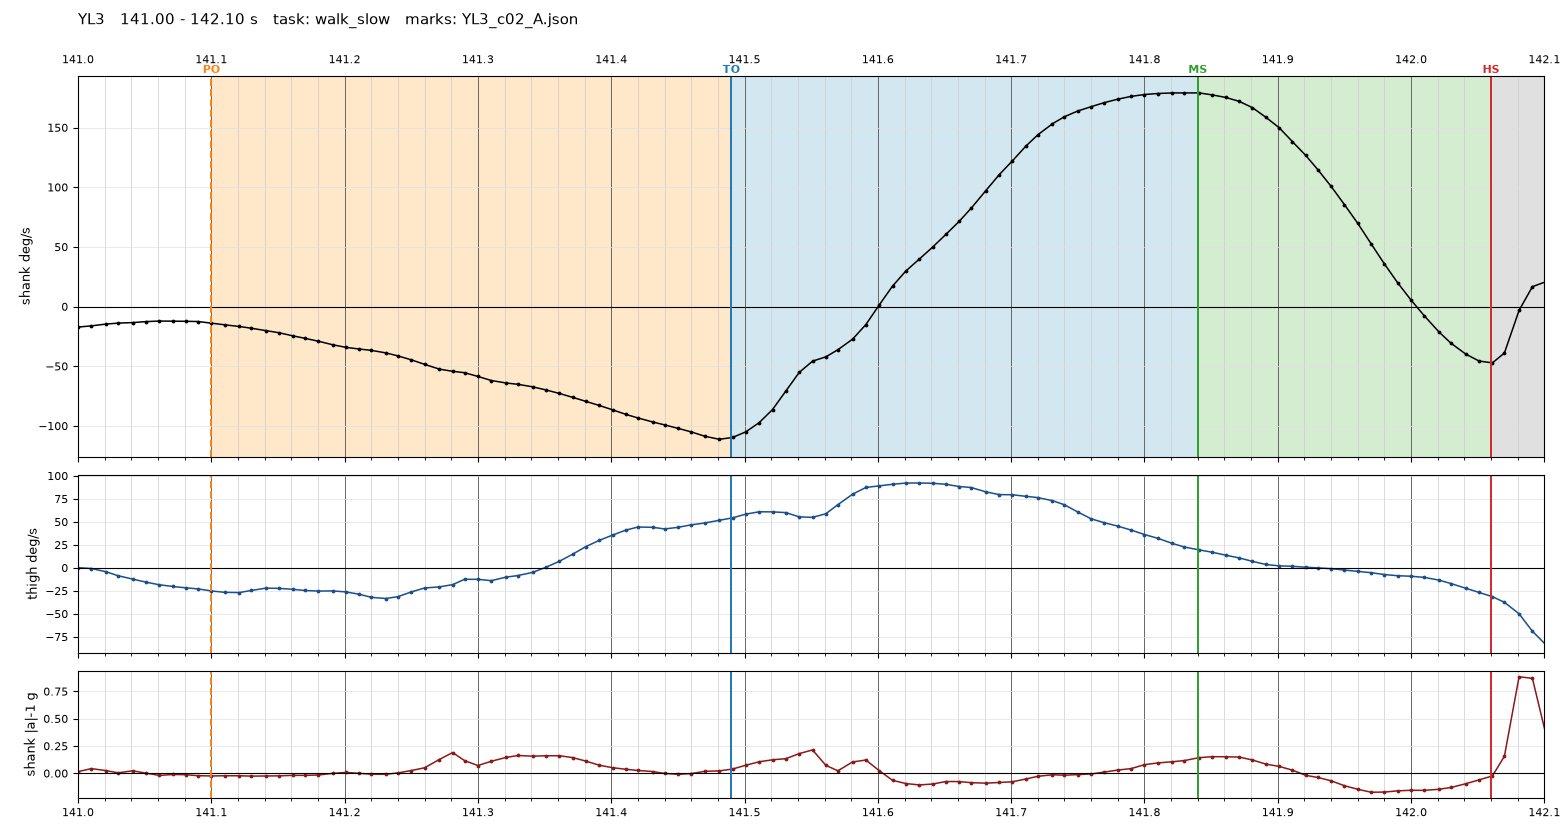 YL3 141.00 - 142.10 s task: walk_slow marks: YL3_c02_A.json
141.0 141.1 141.2 141.3 141.4 141.5 141.6 141.7 141.8 141.9 142.0 142.1
PO TO MS HS
shank deg/s
150
100
50
0
−50
−100
thigh deg/s
100
75
50
25
0
−25
−50
−75
shank |a|-1 g
0.75
0.50
0.25
0.00
141.0 141.1 141.2 141.3 141.4 141.5 141.6 141.7 141.8 141.9 142.0 142.1